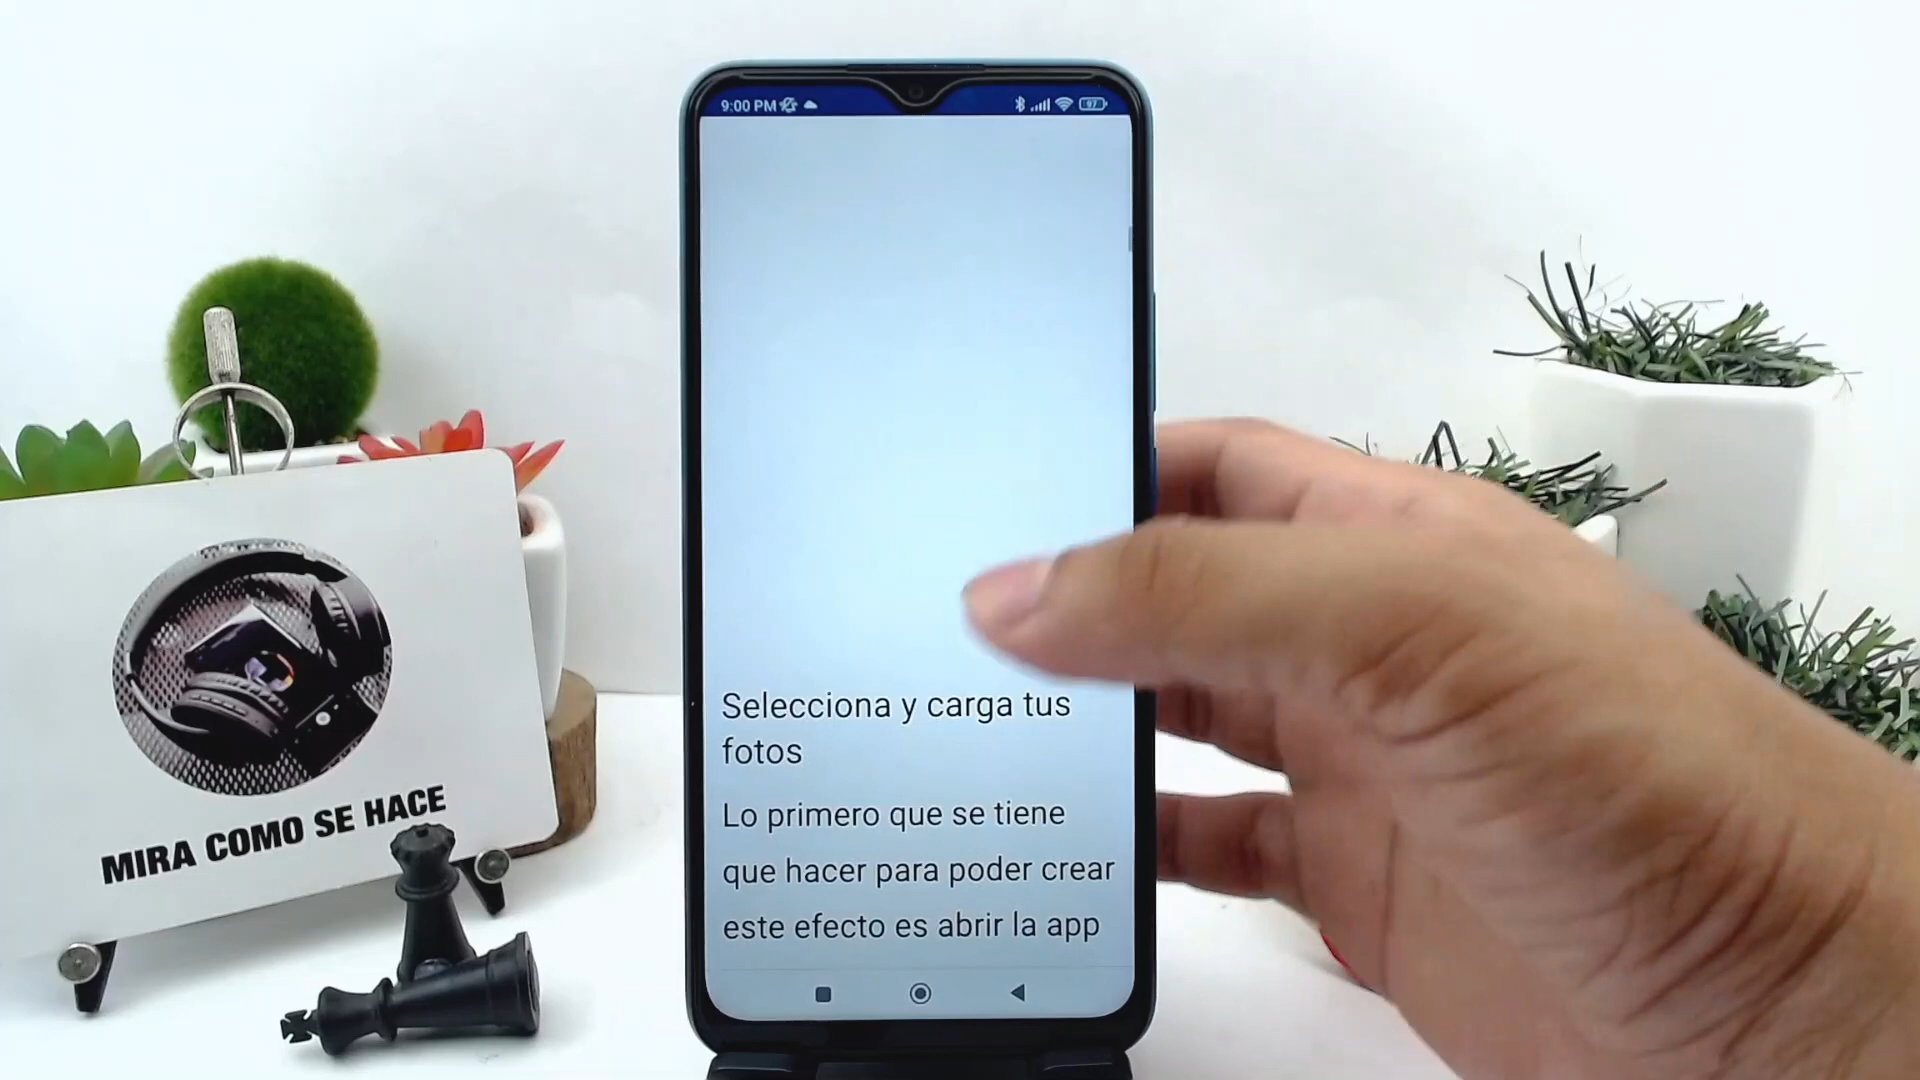 9:00 PM
97
Selecciona y carga tus
fotos
Lo primero que se tiene
que hacer para poder crear
este efecto es abrir la app
MIRA COMO SE HACE